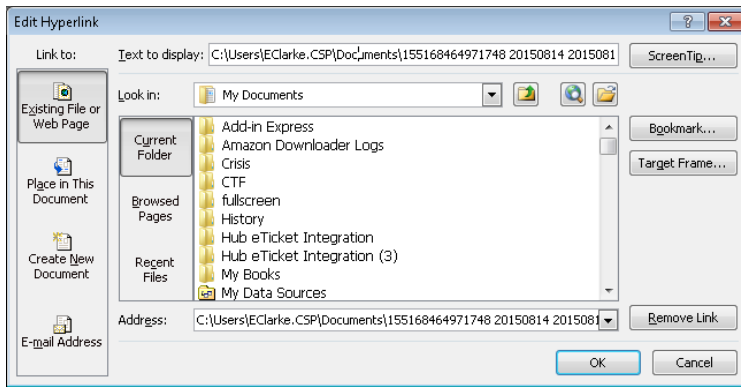 Edit Hyperlink
Link to:
Text to display: C:\Users\EClarke.CSP\Documents\155168464971748 20150814 2015081
ScreenTip...
Existing File or
Web Page
Look in: My Documents
Current
Folder
Add-in Express
Amazon Downloader Logs
Crisis
CTF
fullscreen
History
Hub eTicket Integration
Hub eTicket Integration (3)
My Books
My Data Sources
Bookmark...
Target Frame...
Place in This
Document
Browsed
Pages
Create New
Document
Recent
Files
E-mail Address
Address: C:\Users\EClarke.CSP\Documents\155168464971748 20150814 2015081
Remove Link
OK
Cancel